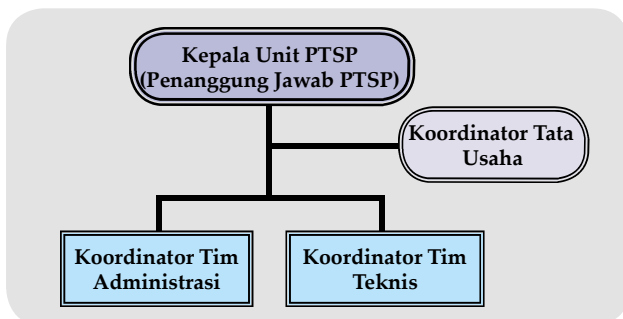 Kepala Unit PTSP
(Penanggung Jawab PTSP)
Koordinator Tata
Usaha
Koordinator Tim
Administrasi
Koordinator Tim
Teknis